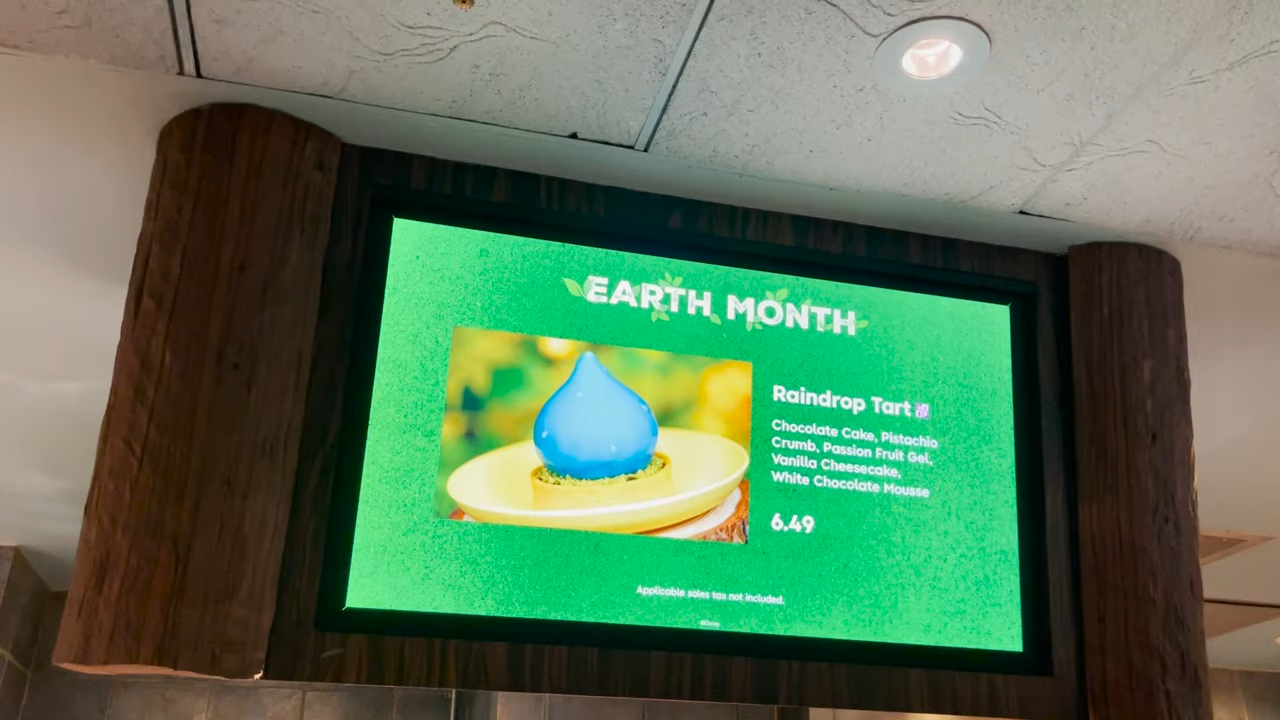 EARTH MONTH
Raindrop Tart
Chocolate Cake, Pistachio
Crumb, Passion Fruit Gel,
Vanilla Cheesecake,
White Chocolate Mousse
6.49
Applicable sales tax not included.
©Disney